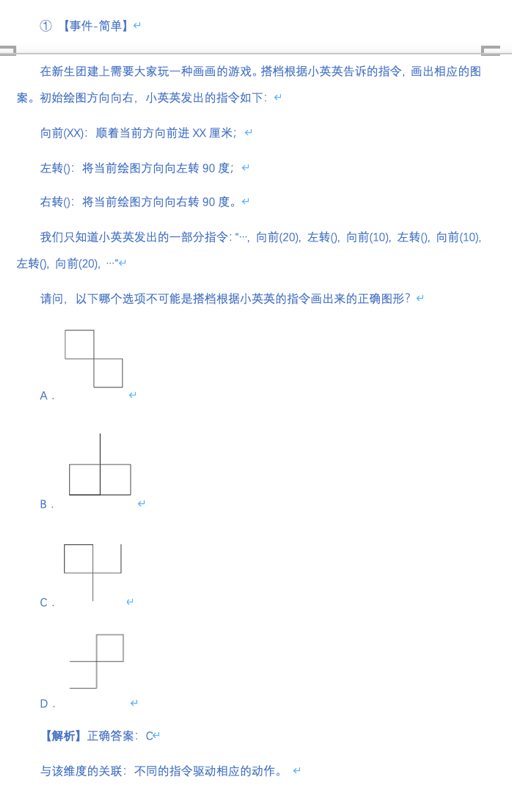 ① 【事件-简单】↵
在新生团建上需要大家玩一种画画的游戏。搭档根据小英英告诉的指令，画出相应的图
案。初始绘图方向向右，小英英发出的指令如下：↵
向前(XX)：顺着当前方向前进 XX 厘米；↵
左转()：将当前绘图方向向左转 90 度；↵
右转()：将当前绘图方向向右转 90 度。↵
我们只知道小英英发出的一部分指令："…, 向前(20), 左转(), 向前(10), 左转(), 向前(10),
左转(), 向前(20), …"↵
请问，以下哪个选项不可能是搭档根据小英英的指令画出来的正确图形？↵
A． ↵
B． ↵
C． ↵
D． ↵
【解析】正确答案：C↵
与该维度的关联：不同的指令驱动相应的动作。 ↵